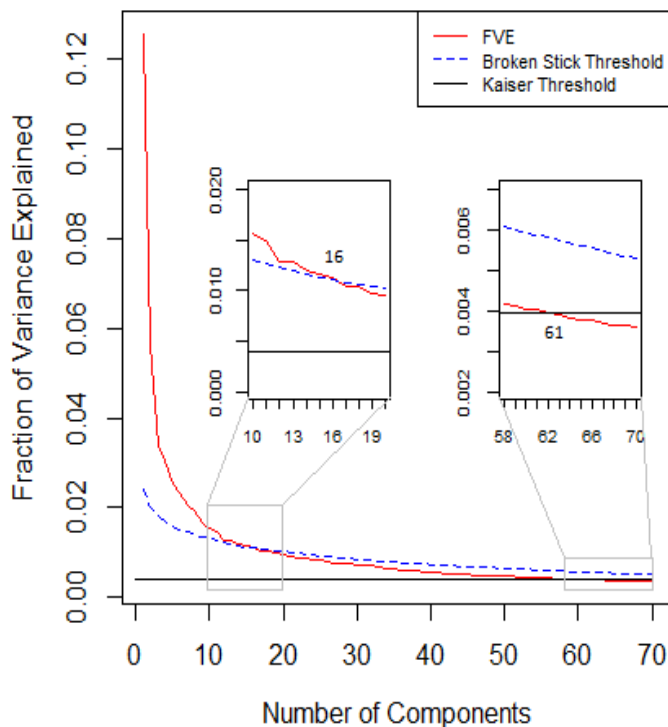 FVE
Broken Stick Threshold
Kaiser Threshold
Fraction of Variance Explained
0.12
0.10
0.08
0.06
0.04
0.02
0.00
0.020
0.010
0.000
16
10 13 16 19
0.006
0.004
0.002
61
58 62 66 70
0 10 20 30 40 50 60 70
Number of Components